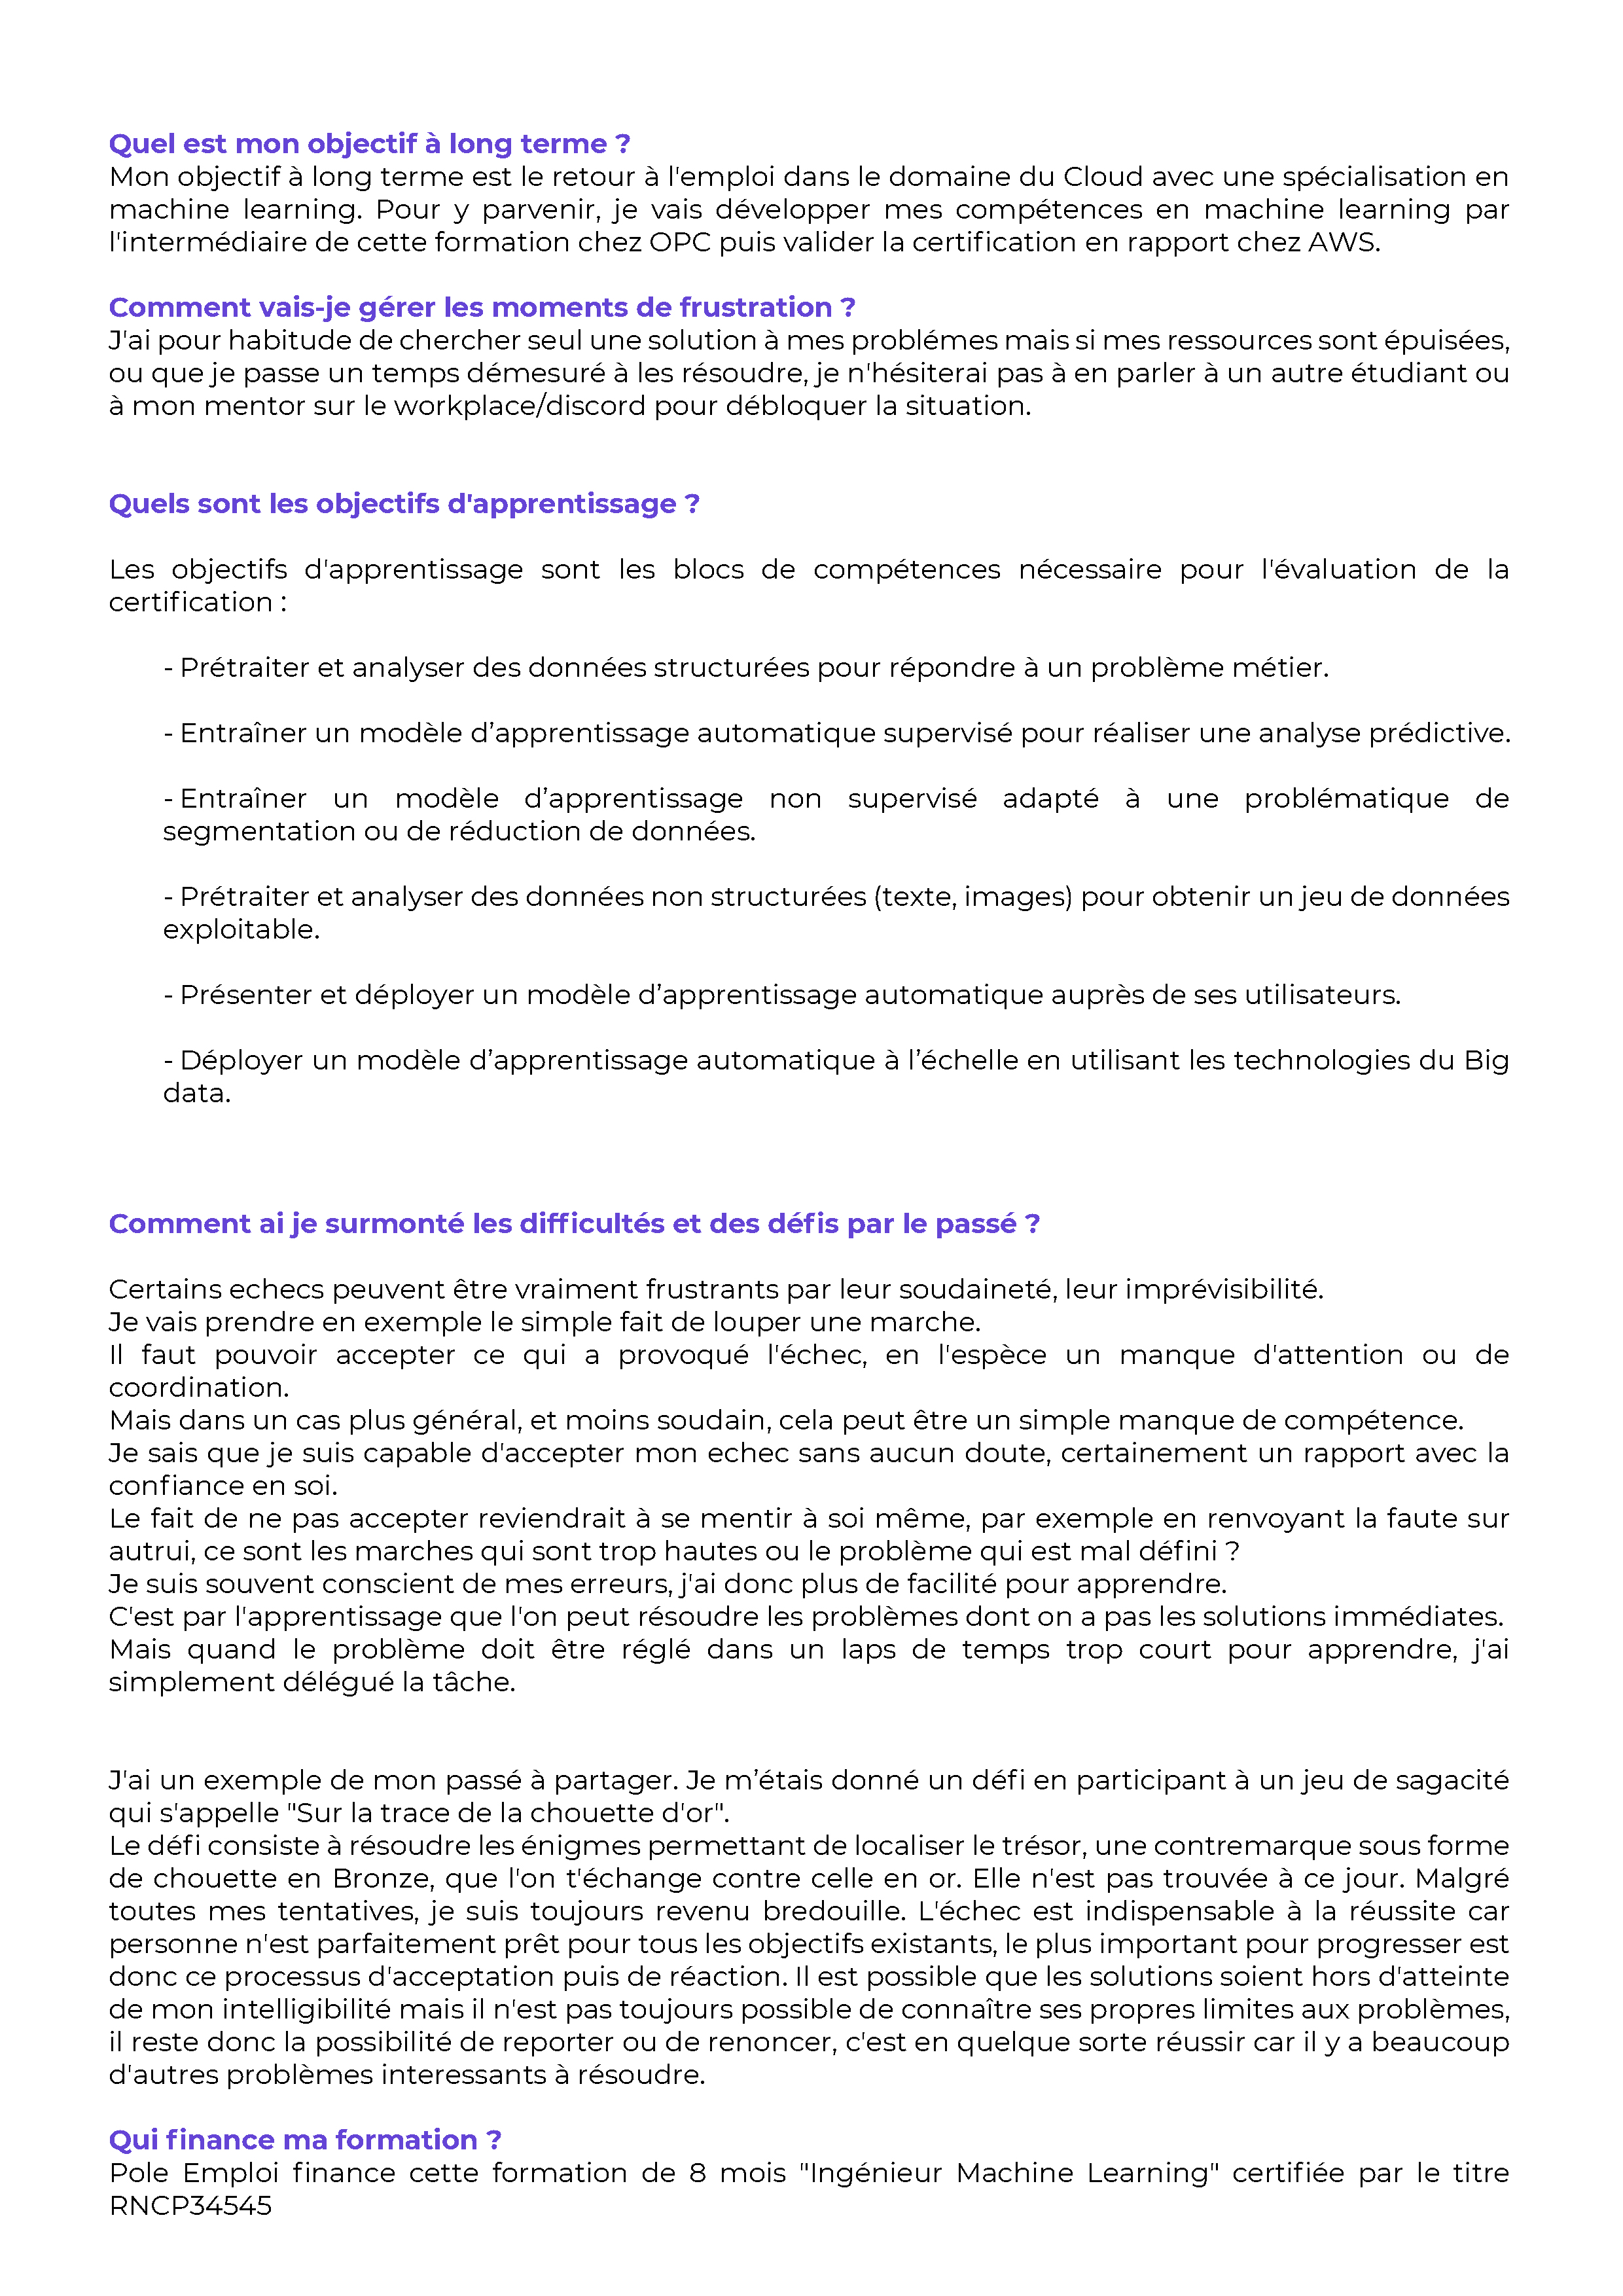 Quel est mon objectif à long terme ?
Mon objectif à long terme est le retour à l'emploi dans le domaine du Cloud avec une spécialisation en
machine learning. Pour y parvenir, je vais développer mes compétences en machine learning par
l'intermédiaire de cette formation chez OPC puis valider la certification en rapport chez AWS.
Comment vais-je gérer les moments de frustration ?
J'ai pour habitude de chercher seul une solution à mes problémes mais si mes ressources sont épuisées,
ou que je passe un temps démesuré à les résoudre, je n'hésiterai pas à en parler à un autre étudiant ou
à mon mentor sur le workplace/discord pour débloquer la situation.
Quels sont les objectifs d'apprentissage ?
Les objectifs d'apprentissage sont les blocs de compétences nécessaire pour l'évaluation de la
certification :
- Prétraiter et analyser des données structurées pour répondre à un problème métier.
- Entraîner un modèle d’apprentissage automatique supervisé pour réaliser une analyse prédictive.
- Entraîner un modèle d’apprentissage non supervisé adapté à une problématique de
segmentation ou de réduction de données.
- Prétraiter et analyser des données non structurées (texte, images) pour obtenir un jeu de données
exploitable.
- Présenter et déployer un modèle d’apprentissage automatique auprès de ses utilisateurs.
- Déployer un modèle d’apprentissage automatique à l’échelle en utilisant les technologies du Big
data.
Comment ai je surmonté les difficultés et des défis par le passé ?
Certains echecs peuvent être vraiment frustrants par leur soudaineté, leur imprévisibilité.
Je vais prendre en exemple le simple fait de louper une marche.
Il faut pouvoir accepter ce qui a provoqué l'échec, en l'espèce un manque d'attention ou de
coordination.
Mais dans un cas plus général, et moins soudain, cela peut être un simple manque de compétence.
Je sais que je suis capable d'accepter mon echec sans aucun doute, certainement un rapport avec la
confiance en soi.
Le fait de ne pas accepter reviendrait à se mentir à soi même, par exemple en renvoyant la faute sur
autrui, ce sont les marches qui sont trop hautes ou le problème qui est mal défini ?
Je suis souvent conscient de mes erreurs, j'ai donc plus de facilité pour apprendre.
C'est par l'apprentissage que l'on peut résoudre les problèmes dont on a pas les solutions immédiates.
Mais quand le problème doit être réglé dans un laps de temps trop court pour apprendre, j'ai
simplement délégué la tâche.
J'ai un exemple de mon passé à partager. Je m’étais donné un défi en participant à un jeu de sagacité
qui s'appelle "Sur la trace de la chouette d'or".
Le défi consiste à résoudre les énigmes permettant de localiser le trésor, une contremarque sous forme
de chouette en Bronze, que l'on t'échange contre celle en or. Elle n'est pas trouvée à ce jour. Malgré
toutes mes tentatives, je suis toujours revenu bredouille. L'échec est indispensable à la réussite car
personne n'est parfaitement prêt pour tous les objectifs existants, le plus important pour progresser est
donc ce processus d'acceptation puis de réaction. Il est possible que les solutions soient hors d'atteinte
de mon intelligibilité mais il n'est pas toujours possible de connaître ses propres limites aux problèmes,
il reste donc la possibilité de reporter ou de renoncer, c'est en quelque sorte réussir car il y a beaucoup
d'autres problèmes interessants à résoudre.
Qui finance ma formation ?
Pole Emploi finance cette formation de 8 mois "Ingénieur Machine Learning" certifiée par le titre
RNCP34545